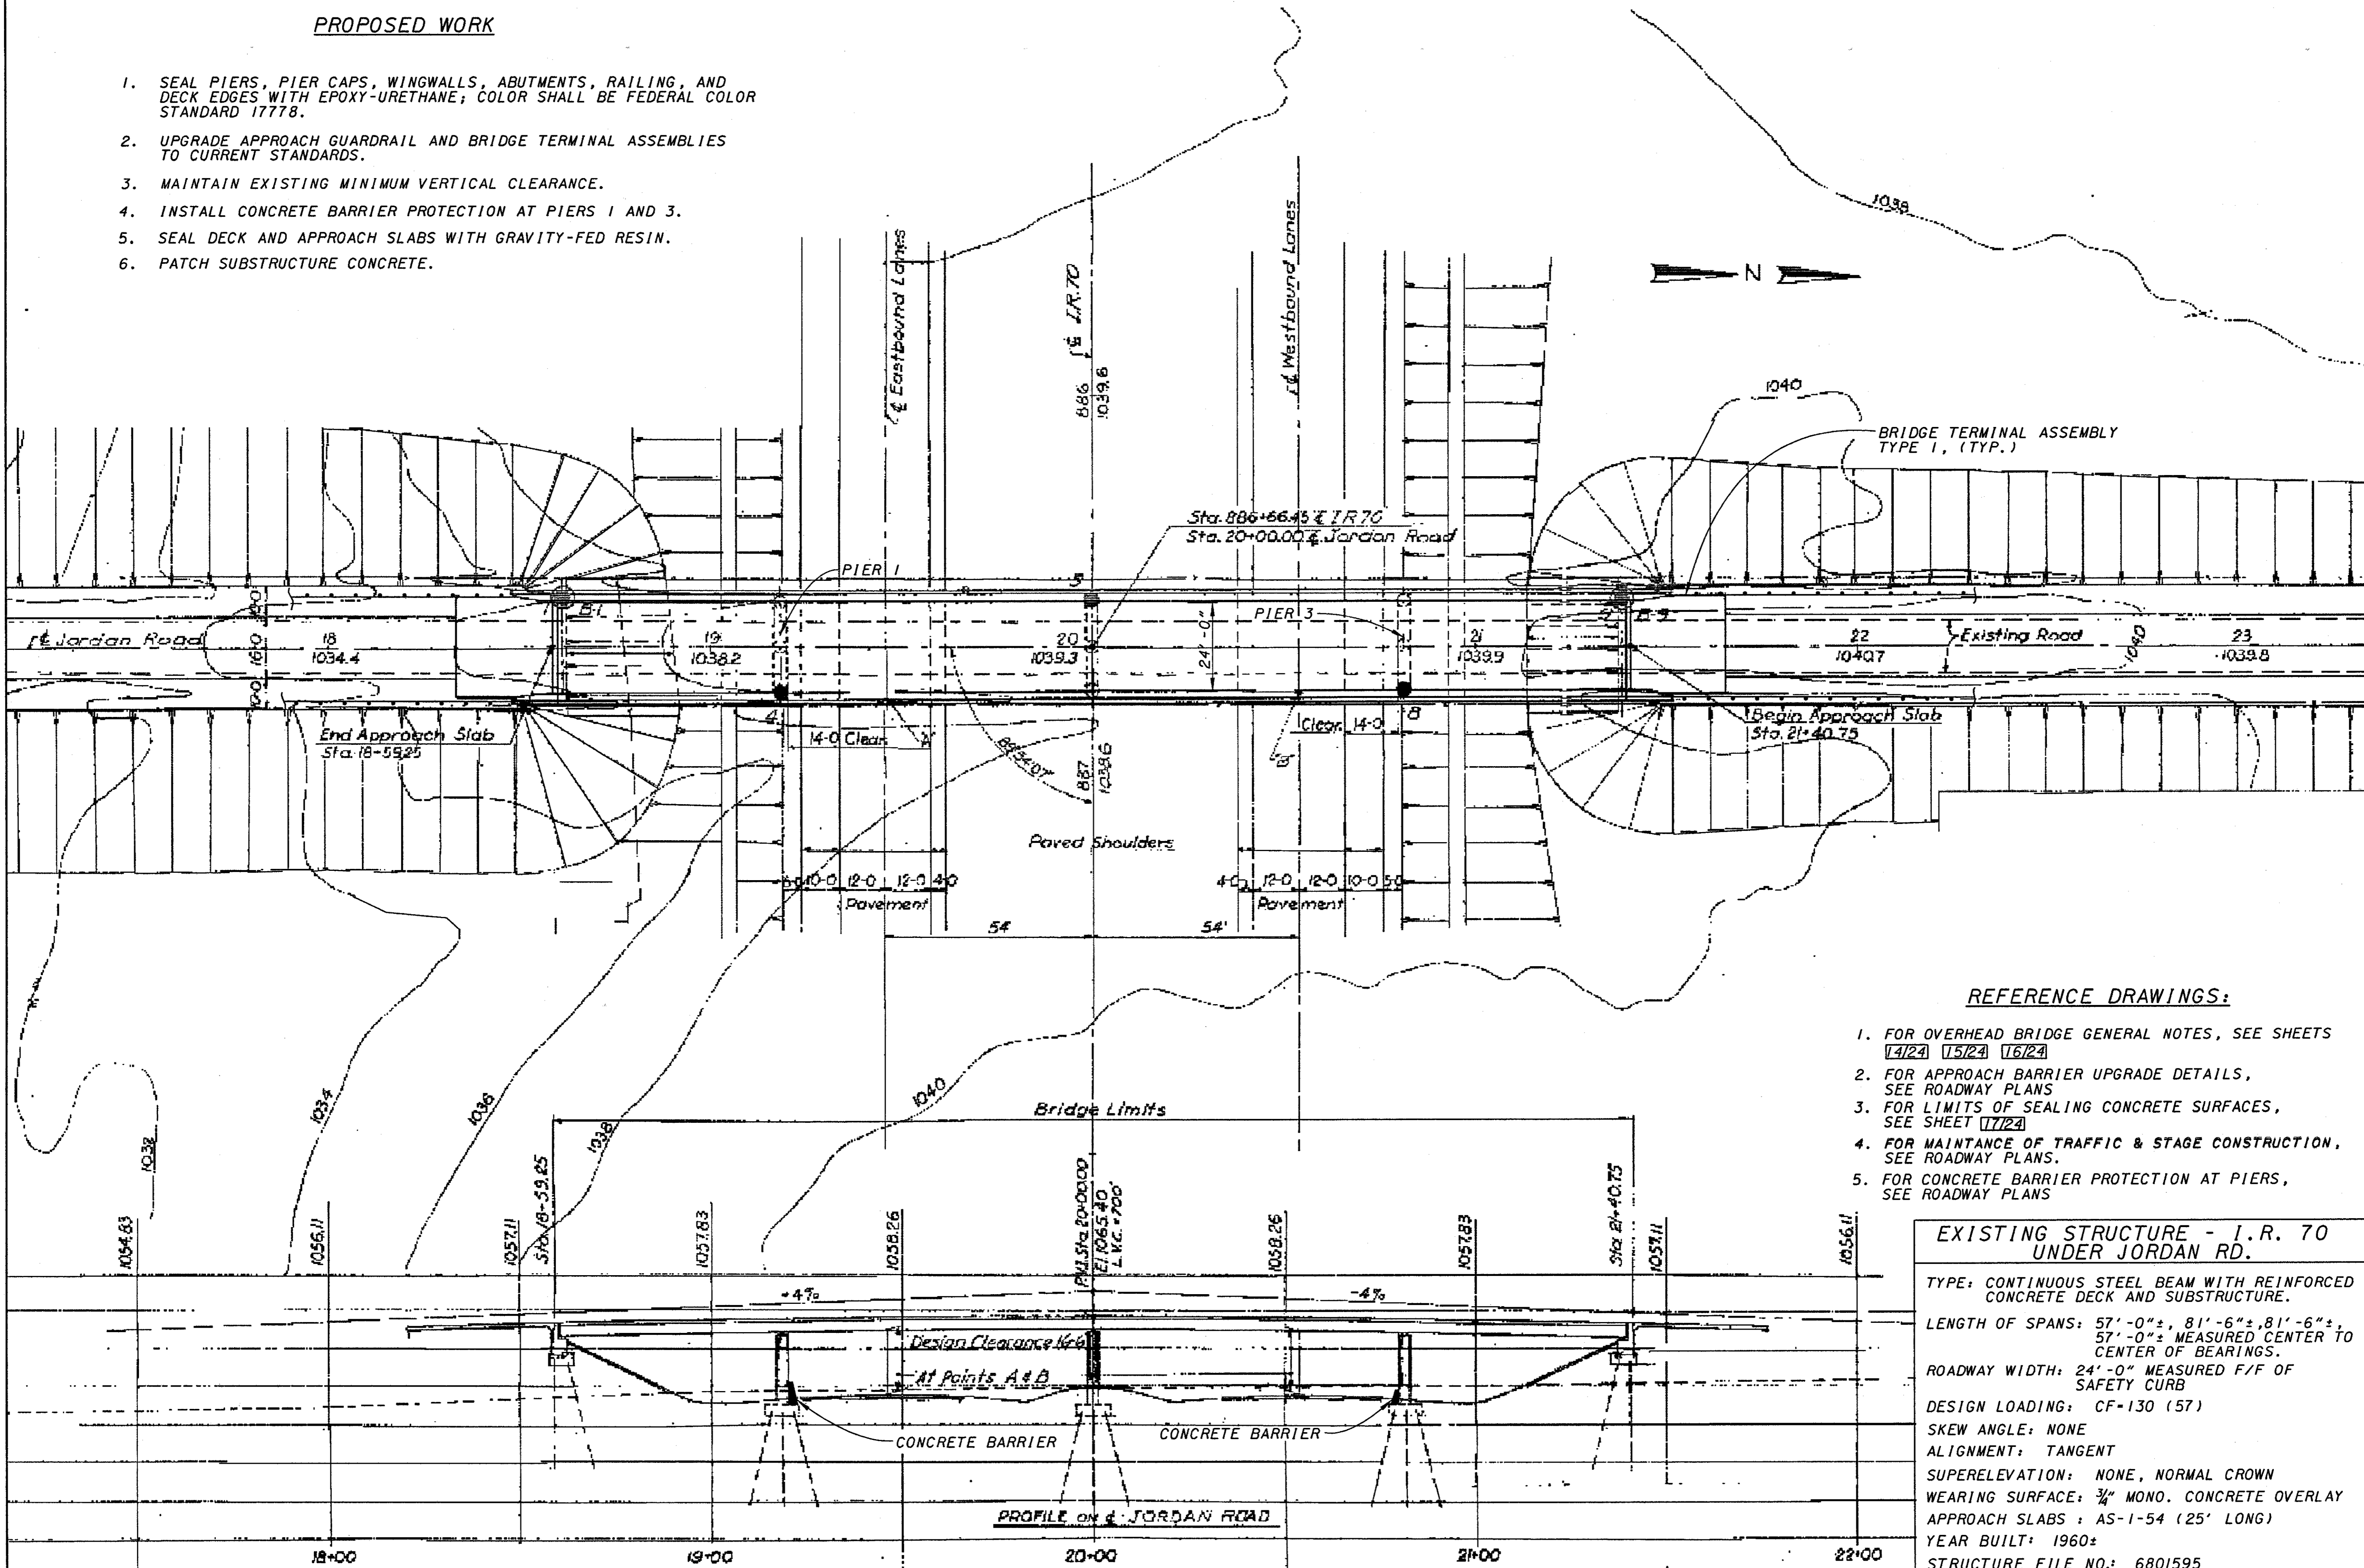 PROPOSED WORK
1. SEAL PIERS, PIER CAPS, WINGWALLS, ABUTMENTS, RAILING, AND
DECK EDGES WITH EPOXY-URETHANE; COLOR SHALL BE FEDERAL COLOR
STANDARD 17778.
2. UPGRADE APPROACH GUARDRAIL AND BRIDGE TERMINAL ASSEMBLIES
TO CURRENT STANDARDS.
3. MAINTAIN EXISTING MINIMUM VERTICAL CLEARANCE.
4. INSTALL CONCRETE BARRIER PROTECTION AT PIERS 1 AND 3.
5. SEAL DECK AND APPROACH SLABS WITH GRAVITY-FED RESIN.
6. PATCH SUBSTRUCTURE CONCRETE.
1038
℄ Eastbound Lanes
℄ I.R. 70
℄ Westbound Lanes
N
886
1039.6
1040
BRIDGE TERMINAL ASSEMBLY
TYPE 1, (TYP.)
Sta. 886+66.45 ℄ I R 70
Sta. 20+00.00 ℄ Jordan Road
PIER 1
B-1
PIER 3
B-9
℄ Jordan Road
16-0
18
1034.4
19
1038.2
20
1039.3
24'-0"
21
1039.9
22
1040.7
Existing Road
1040
23
1039.8
End Approach Slab
Sta. 18+59.25
4
14-0 Clear
A
Clear 14-0
8
B
Begin Approach Slab
Sta. 21+40.75
887
1038.6
Paved Shoulders
10-0 12-0 12-0 4-0
Pavement
4-0 12-0 12-0 10-0
Pavement
54'
54'
REFERENCE DRAWINGS:
1. FOR OVERHEAD BRIDGE GENERAL NOTES, SEE SHEETS
14/24 15/24 16/24
2. FOR APPROACH BARRIER UPGRADE DETAILS,
SEE ROADWAY PLANS
3. FOR LIMITS OF SEALING CONCRETE SURFACES,
SEE SHEET 17/24
4. FOR MAINTANCE OF TRAFFIC & STAGE CONSTRUCTION,
SEE ROADWAY PLANS.
5. FOR CONCRETE BARRIER PROTECTION AT PIERS,
SEE ROADWAY PLANS
1032
1034
1036
1038
1040
Bridge Limits
1054.83
1056.11
1057.11
Sta. 18+59.25
1057.83
1058.26
P.V.I. Sta. 20+00.00
El. 1065.40
L.V.C. = 700'
1058.26
1057.83
Sta. 21+40.75
1057.11
1056.11
+4%
-4%
Design Clearance 16-6
At Points A & B
CONCRETE BARRIER
CONCRETE BARRIER
PROFILE ON ℄ JORDAN ROAD
18+00
19+00
20+00
21+00
22+00
EXISTING STRUCTURE - I.R. 70
UNDER JORDAN RD.
TYPE: CONTINUOUS STEEL BEAM WITH REINFORCED
CONCRETE DECK AND SUBSTRUCTURE.
LENGTH OF SPANS: 57'-0"±, 81'-6"±, 81'-6"±,
57'-0"± MEASURED CENTER TO
CENTER OF BEARINGS.
ROADWAY WIDTH: 24'-0" MEASURED F/F OF
SAFETY CURB
DESIGN LOADING: CF=130 (57)
SKEW ANGLE: NONE
ALIGNMENT: TANGENT
SUPERELEVATION: NONE, NORMAL CROWN
WEARING SURFACE: ¾" MONO. CONCRETE OVERLAY
APPROACH SLABS : AS-1-54 (25' LONG)
YEAR BUILT: 1960±
STRUCTURE FILE NO.: 6801595